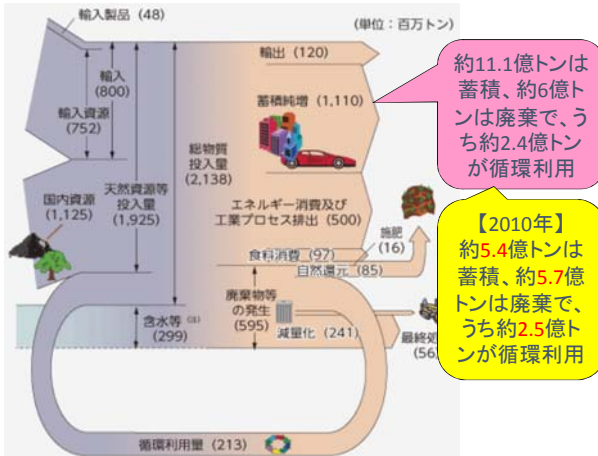 輸入製品 (48)
(単位:百万トン)
輸入
(800)
輸入資源
(752)
国内資源
(1,125)
天然資源等
投入量
(1,925)
総物質
投入量
(2,138)
含水等 (注)
(299)
輸出 (120)
蓄積純増 (1,110)
エネルギー消費及び
工業プロセス排出 (500)
食料消費 (97)
施肥
(16)
自然還元 (85)
廃棄物等
の発生
(595)
減量化 (241)
最終処
(56)
循環利用量 (213)
約11.1億トンは
蓄積、約6億ト
ンは廃棄で、う
ち約2.4億トン
が循環利用
【2010年】
約5.4億トンは
蓄積、約5.7億
トンは廃棄で、
うち約2.5億ト
ンが循環利用